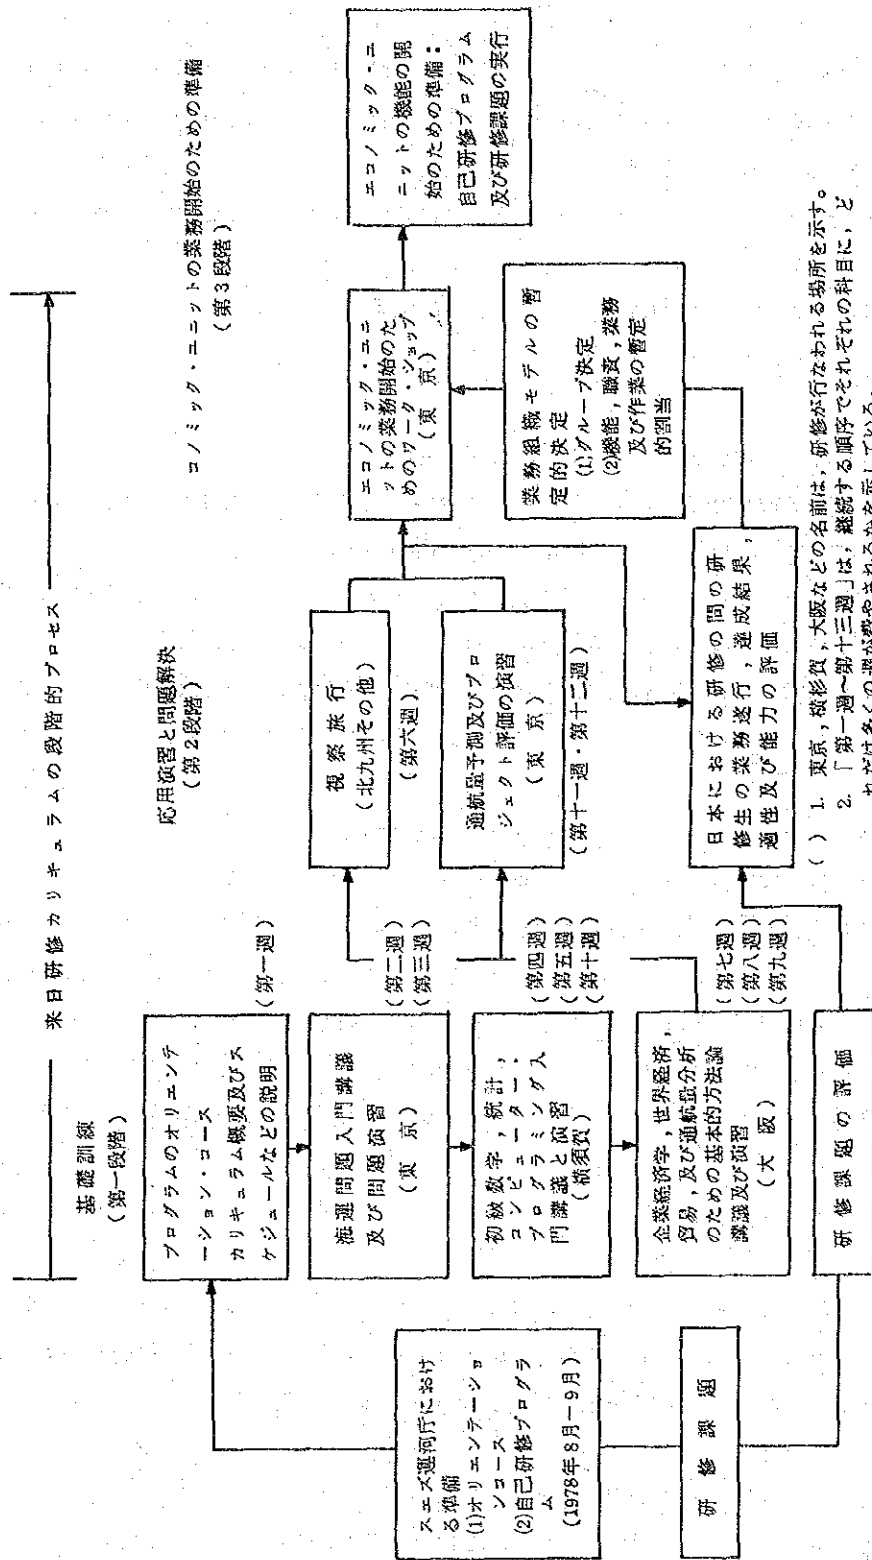 来日研修カリキュラムの段階的プロセス
基礎訓練
(第一段階)
応用演習と問題解決
(第2段階)
コノミック・ユニットの業務開始のための準備
(第3段階)
スエズ運河庁におけ
る準備
(1)オリエンテーショ
ンコース
(2)自己研修プログラ
ム
(1978年8月−9月)
研修課題
プログラムのオリエンテ
ーション・コース
カリキュラム概要及びス
ケジュールなどの説明
(第一週)
海運問題入門講義
及び問題演習
(東京)
(第二週)
(第三週)
初級数学,統計,
コンピューター・
プログラミング入
門講義と演習
(横須賀)
(第四週)
(第五週)
(第十週)
企業経済学,世界経済,
貿易,及び通航量分析
のための基本的方法論
講義及び演習
(大阪)
(第七週)
(第八週)
(第九週)
研修課題の評価
視察旅行
(北九州その他)
(第六週)
通航量予測及びプロ
ジェクト評価の演習
(東京)
(第十一週・第十二週)
日本における研修の間の研
修生の業務遂行,達成結果,
適性及び能力の評価
エコノミック・ユニ
ットの業務開始のた
めのワーク・ショップ
(東京)
業務組織モデルの暫
定的決定
(1)グループ決定
(2)機能,職責,業務
及び作業の暫定
的割当
エコノミック・ユ
ニットの機能の開
始のための準備:
自己研修プログラム
及び研修課題の実行
( ) 1. 東京,横杉賀,大阪などの名前は,研修が行なわれる場所を示す。
2. 「第一週~第十三週」は,継続する順序でそれぞれの科目に,ど
れだけ多くの週が費やされるかを示している。